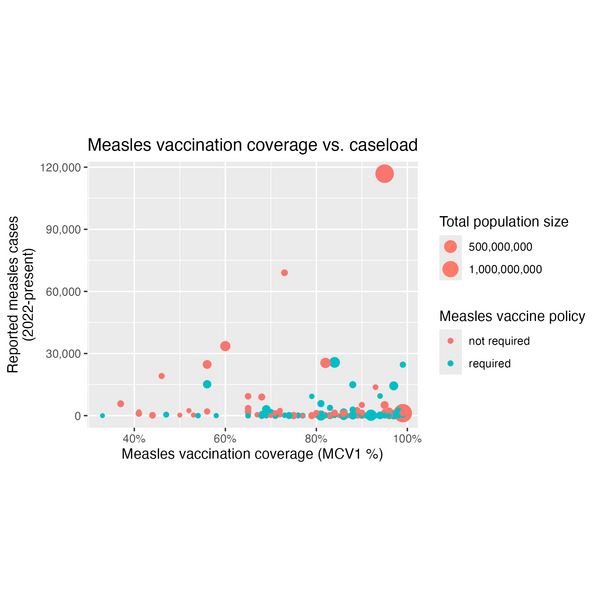 Measles vaccination coverage vs. caseload
Reported measles cases
(2022-present)
120,000
90,000
60,000
30,000
0
40%
60%
80%
100%
Measles vaccination coverage (MCV1 %)
Total population size
500,000,000
1,000,000,000
Measles vaccine policy
not required
required